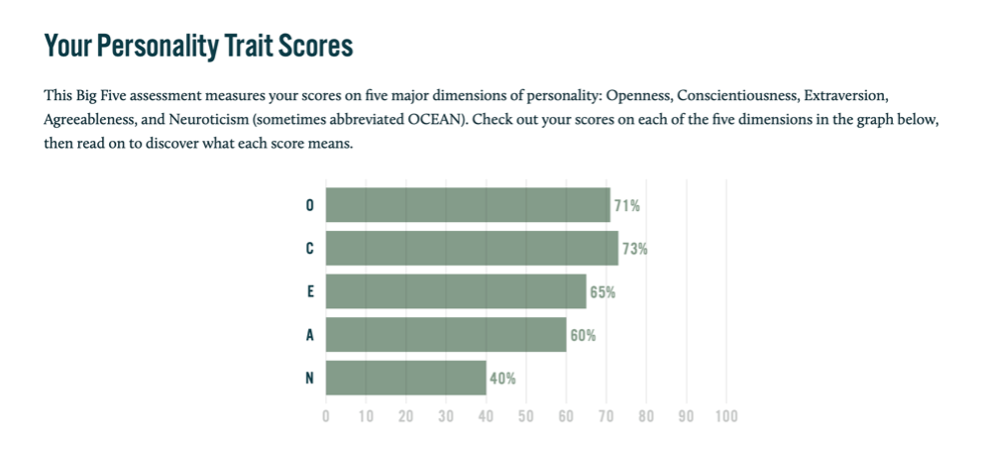 Your Personality Trait Scores
This Big Five assessment measures your scores on five major dimensions of personality: Openness, Conscientiousness, Extraversion,
Agreeableness, and Neuroticism (sometimes abbreviated OCEAN). Check out your scores on each of the five dimensions in the graph below,
then read on to discover what each score means.
O 71%
C 73%
E 65%
A 60%
N 40%
0 10 20 30 40 50 60 70 80 90 100